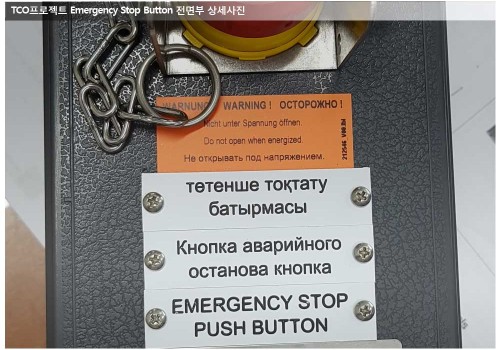 TCO프로젝트 Emergency Stop Button 전면부 상세사진
WARNUNG! WARNING ! ОСТОРОЖНО !
Nicht unter Spannung öffnen.
Do not open when energized.
Не открывать под напряжением.
төтенше тоқтату
батырмасы
Кнопка аварийного
останова кнопка
EMERGENCY STOP
PUSH BUTTON